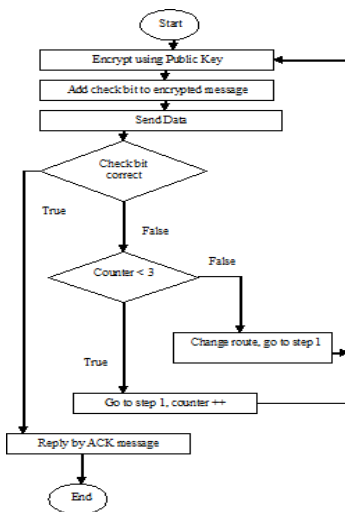 Start
Encrypt using Public Key
Add check bit to encrypted message
Send Data
Check bit
correct
True
False
Counter < 3
False
Change route, go to step 1
True
Go to step 1, counter ++
Reply by ACK message
End